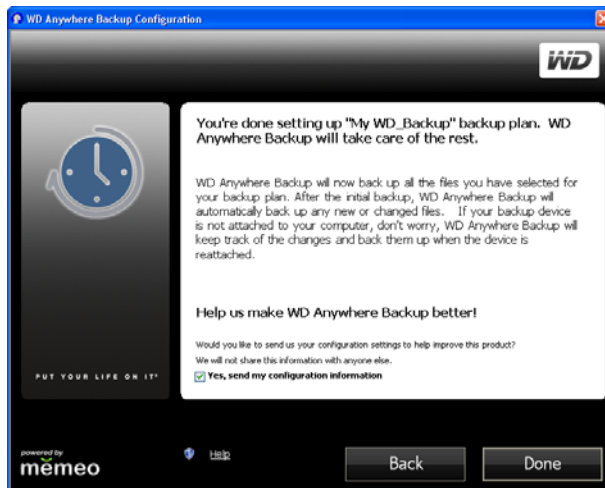 WD Anywhere Backup Configuration
WD
You're done setting up "My WD_Backup" backup plan.  WD
Anywhere Backup will take care of the rest.
WD Anywhere Backup will now back up all the files you have selected for
your backup plan. After the initial backup, WD Anywhere Backup will
automatically back up any new or changed files.   If your backup device
is not attached to your computer, don't worry, WD Anywhere Backup will
keep track of the changes and back them up when the device is
reattached.
Help us make WD Anywhere Backup better!
Would you like to send us your configuration settings to help improve this product?
We will not share this information with anyone else.
Yes, send my configuration information
PUT YOUR LIFE ON IT®
powered by
memeo
Help
Back
Done